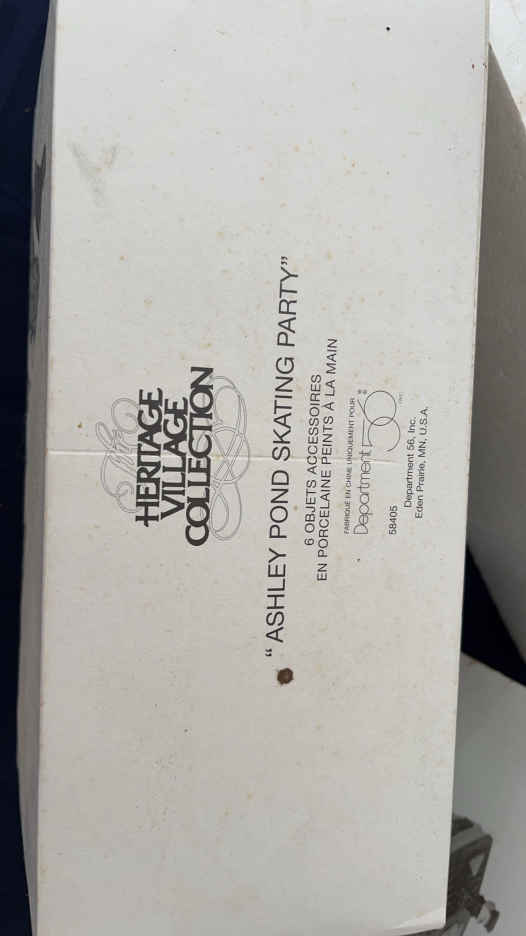 The
HERITAGE
VILLAGE
COLLECTION
“ASHLEY POND SKATING PARTY”
6 OBJETS ACCESSOIRES
EN PORCELAINE PEINTS À LA MAIN
FABRIQUÉ EN CHINE UNIQUEMENT POUR
Department 56
58405
Department 56, Inc.
Eden Prairie, MN, U.S.A.